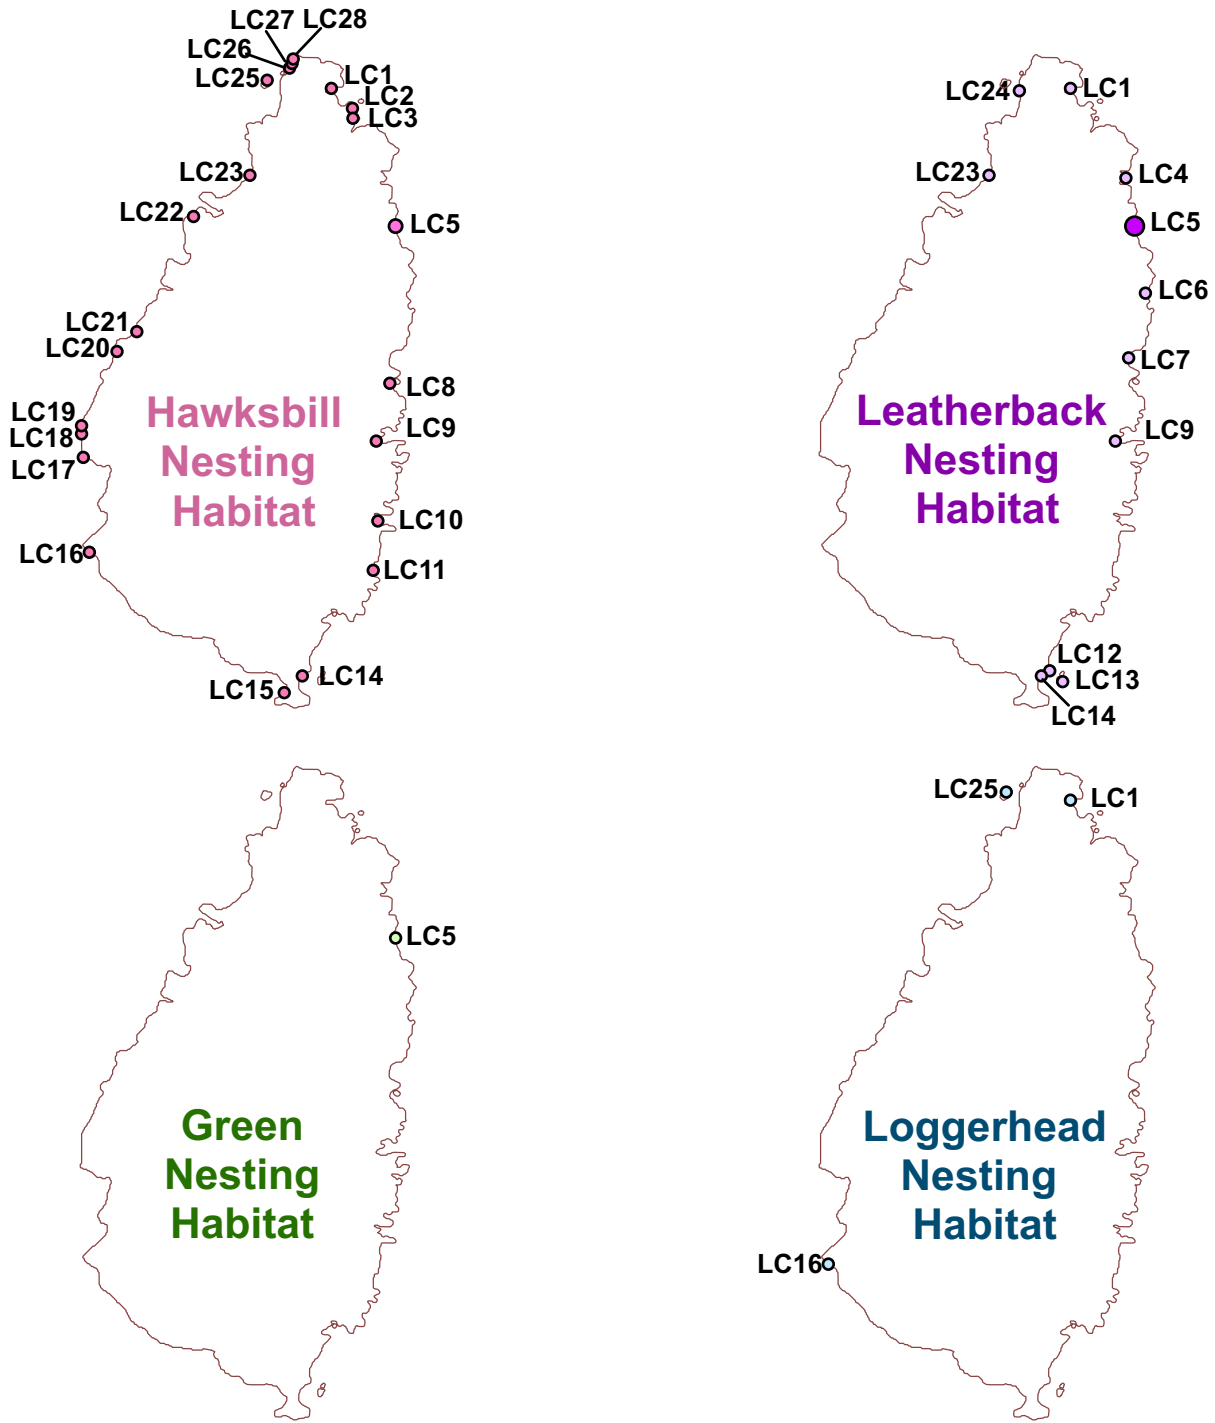 LC27
LC28
LC26
LC25
LC1
LC2
LC3
LC23
LC22
LC5
LC21
LC20
LC8
LC19
LC18
LC9
LC17
Hawksbill
Nesting
Habitat
LC10
LC16
LC11
LC14
LC15
LC24
LC1
LC23
LC4
LC5
LC6
LC7
LC9
Leatherback
Nesting
Habitat
LC12
LC13
LC14
LC5
Green
Nesting
Habitat
LC25
LC1
Loggerhead
Nesting
Habitat
LC16